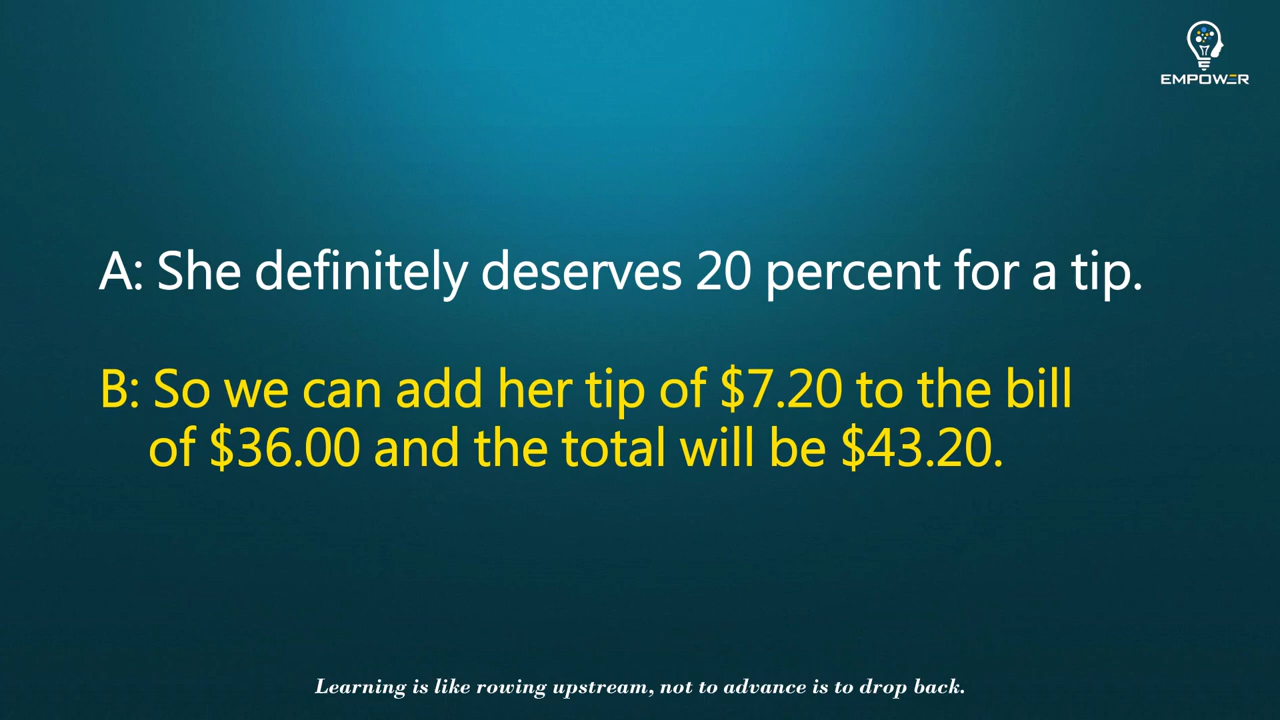 EMPOWER
A: She definitely deserves 20 percent for a tip.
B: So we can add her tip of $7.20 to the bill
of $36.00 and the total will be $43.20.
Learning is like rowing upstream, not to advance is to drop back.